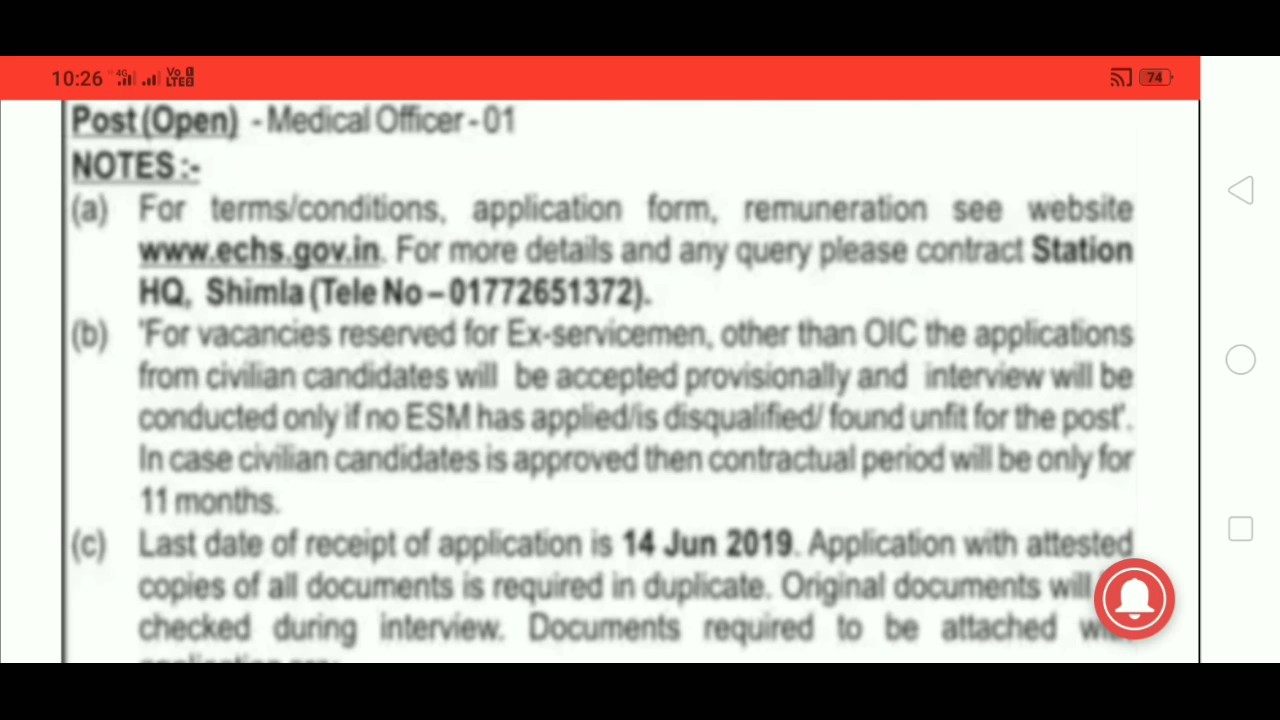 10:26 4G Vo LTE 74
Post (Open) - Medical Officer - 01
NOTES :-
(a) For terms/conditions, application form, remuneration see website
www.echs.gov.in. For more details and any query please contract Station
HQ, Shimla (Tele No – 01772651372).
(b) 'For vacancies reserved for Ex-servicemen, other than OIC the applications
from civilian candidates will be accepted provisionally and interview will be
conducted only if no ESM has applied/is disqualified/ found unfit for the post'.
In case civilian candidates is approved then contractual period will be only for
11 months.
(c) Last date of receipt of application is 14 Jun 2019. Application with attested
copies of all documents is required in duplicate. Original documents will
checked during interview. Documents required to be attached